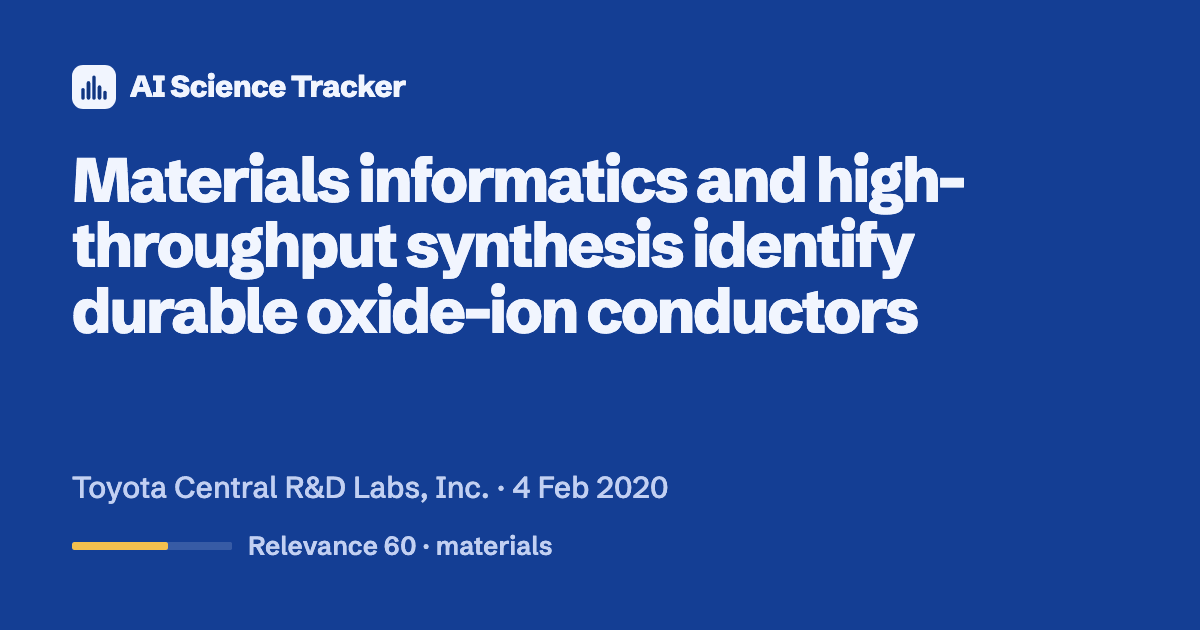 AI Science Tracker
Materials informatics and high-
throughput synthesis identify
durable oxide-ion conductors
Toyota Central R&D Labs, Inc. · 4 Feb 2020
Relevance 60 · materials